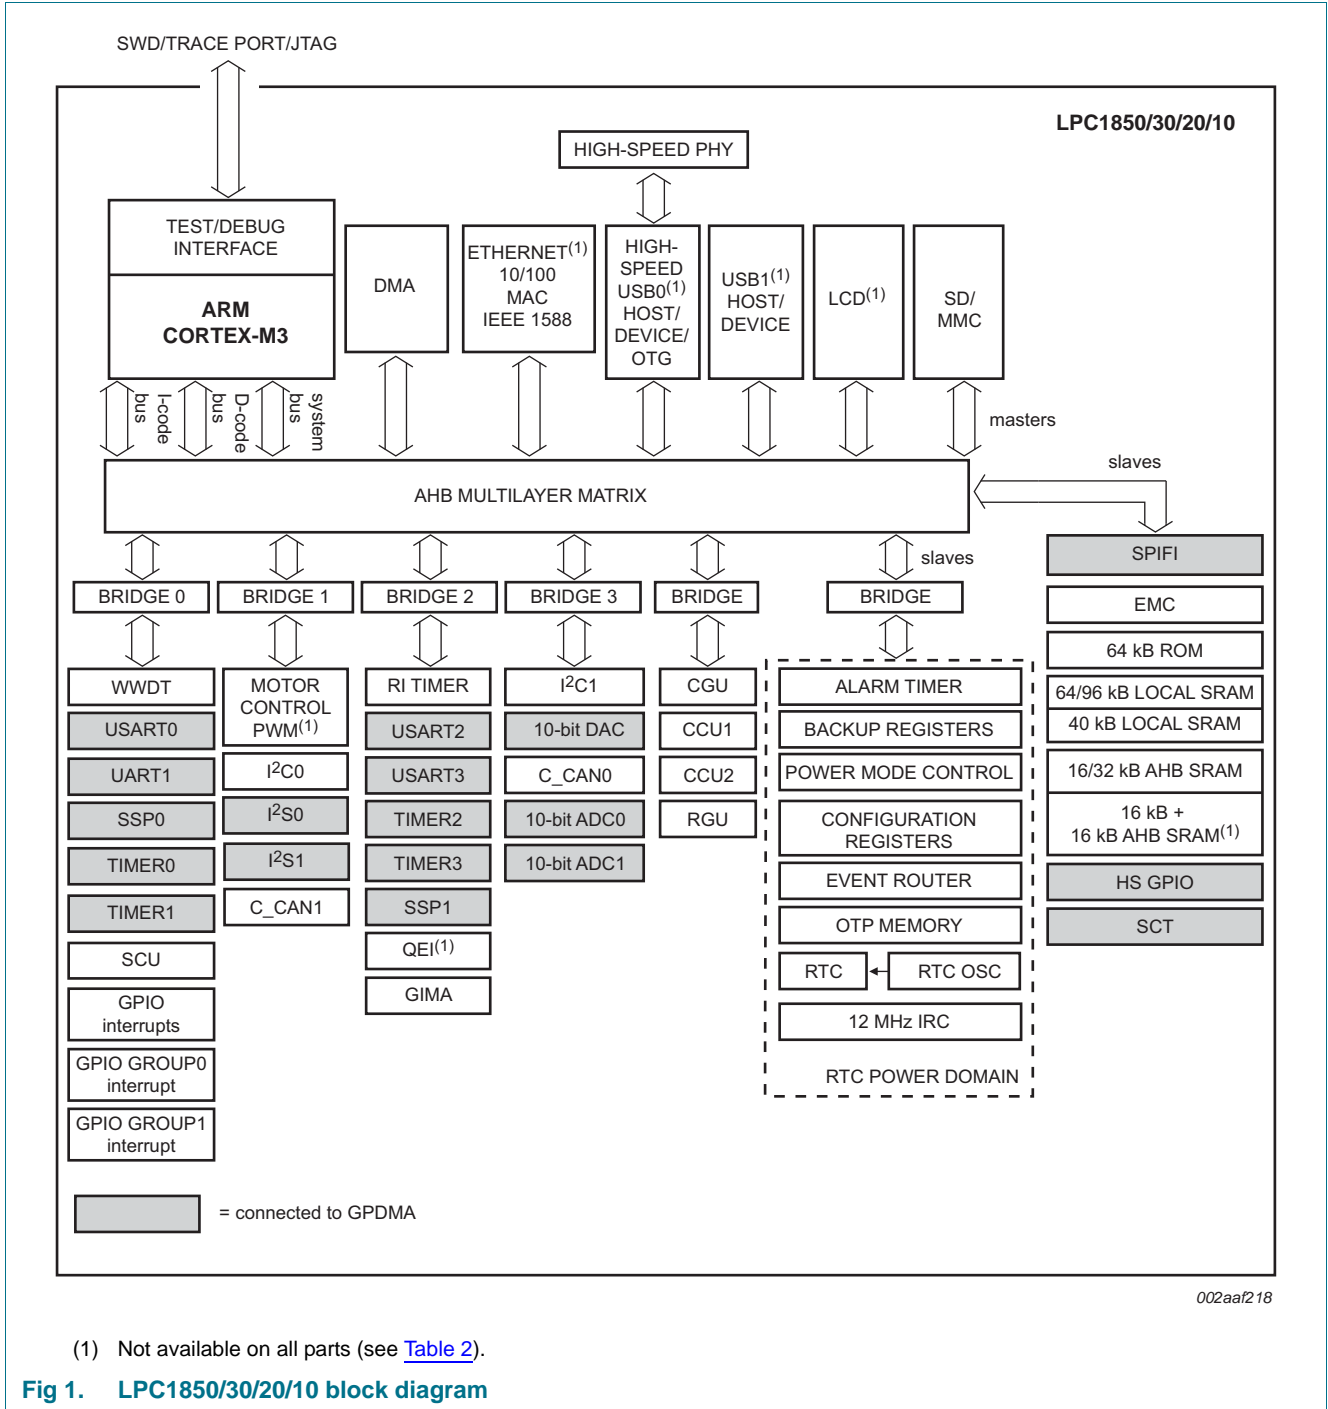 SWD/TRACE PORT/JTAG
LPC1850/30/20/10
HIGH-SPEED PHY
TEST/DEBUG
INTERFACE
ARM
CORTEX-M3
DMA
ETHERNET(1)
10/100
MAC
IEEE 1588
HIGH-
SPEED
USB0(1)
HOST/
DEVICE/
OTG
USB1(1)
HOST/
DEVICE
LCD(1)
SD/
MMC
I-code
bus
D-code
bus
system
bus
masters
slaves
AHB MULTILAYER MATRIX
slaves
BRIDGE 0
BRIDGE 1
BRIDGE 2
BRIDGE 3
BRIDGE
BRIDGE
WWDT
USART0
UART1
SSP0
TIMER0
TIMER1
SCU
GPIO
interrupts
GPIO GROUP0
interrupt
GPIO GROUP1
interrupt
MOTOR
CONTROL
PWM(1)
I2C0
I2S0
I2S1
C_CAN1
RI TIMER
USART2
USART3
TIMER2
TIMER3
SSP1
QEI(1)
GIMA
I2C1
10-bit DAC
C_CAN0
10-bit ADC0
10-bit ADC1
CGU
CCU1
CCU2
RGU
ALARM TIMER
BACKUP REGISTERS
POWER MODE CONTROL
CONFIGURATION
REGISTERS
EVENT ROUTER
OTP MEMORY
RTC
RTC OSC
12 MHz IRC
RTC POWER DOMAIN
SPIFI
EMC
64 kB ROM
64/96 kB LOCAL SRAM
40 kB LOCAL SRAM
16/32 kB AHB SRAM
16 kB +
16 kB AHB SRAM(1)
HS GPIO
SCT
= connected to GPDMA
002aaf218
(1) Not available on all parts (see Table 2).
Fig 1. LPC1850/30/20/10 block diagram